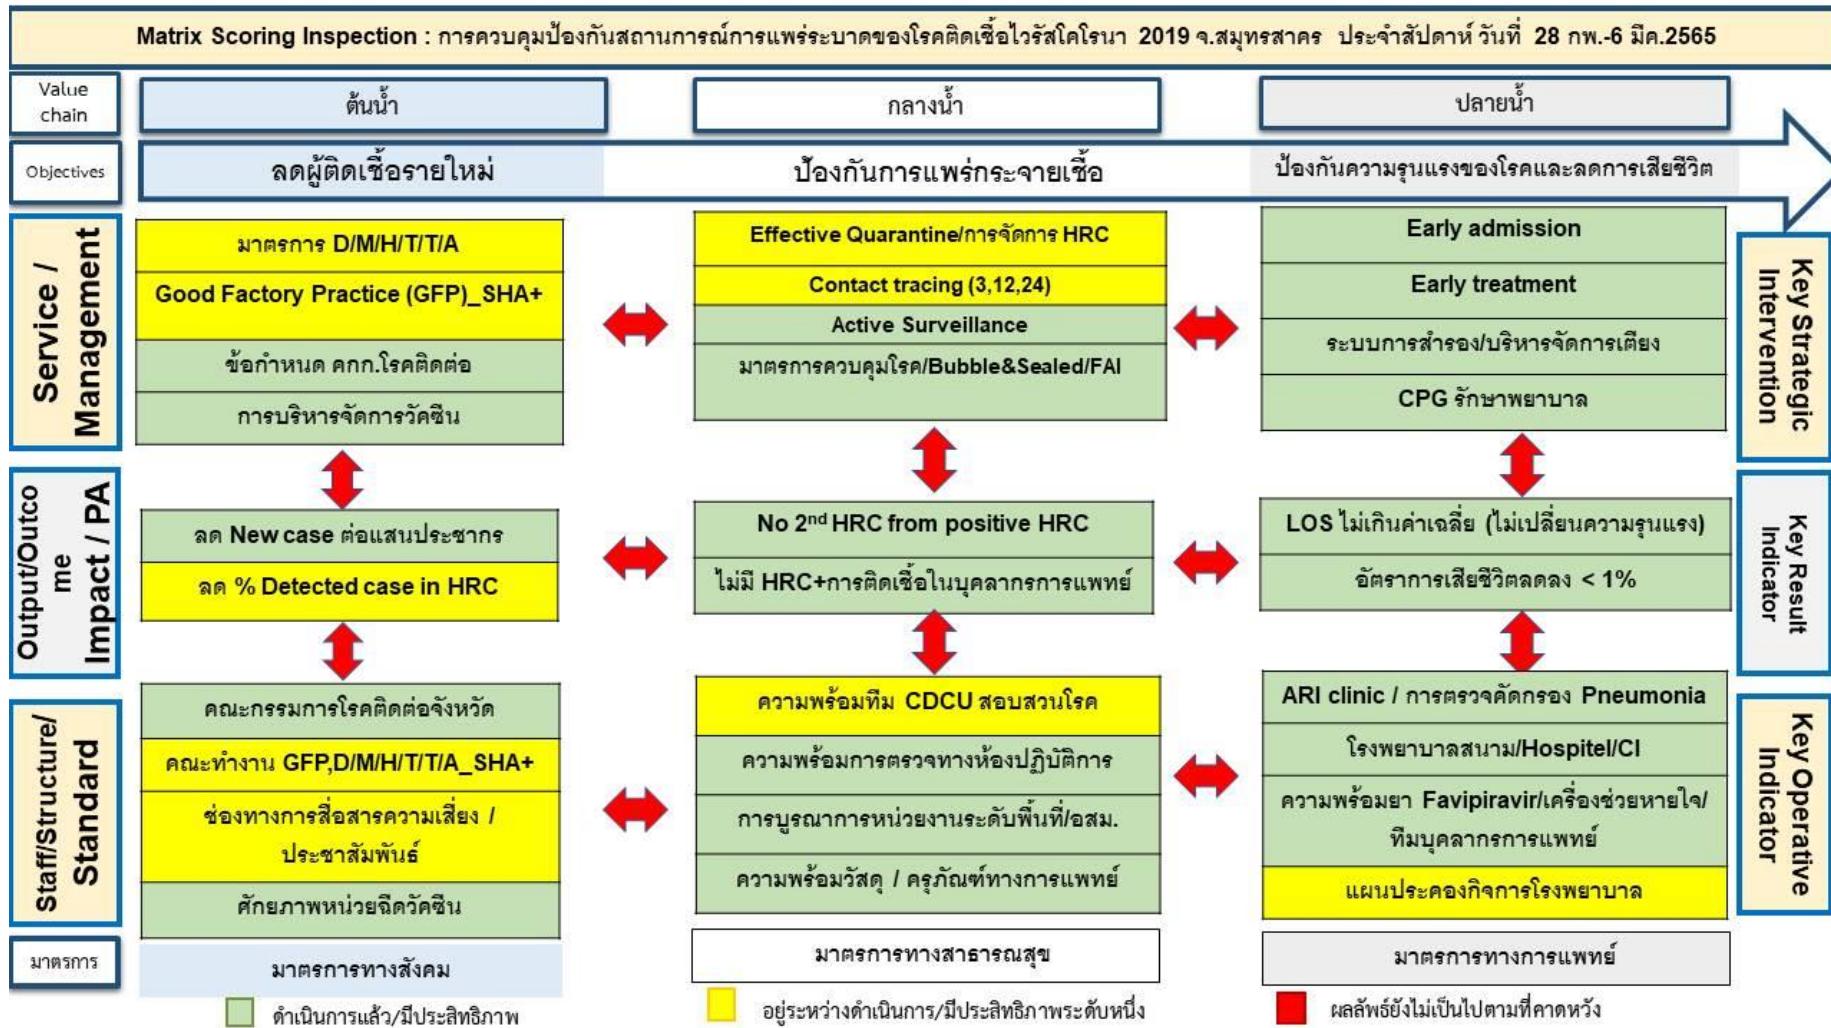 Matrix Scoring Inspection : การควบคุมป้องกันสถานการณ์การแพร่ระบาดของโรคติดเชื้อไวรัสโคโรนา 2019 จ.สมุทรสาคร ประจำสัปดาห์ วันที่ 28 กพ.-6 มีค.2565
Value
chain
ต้นน้ำ
กลางน้ำ
ปลายน้ำ
Objectives
ลดผู้ติดเชื้อรายใหม่
ป้องกันการแพร่กระจายเชื้อ
ป้องกันความรุนแรงของโรคและลดการเสียชีวิต
Service /
Management
มาตรการ D/M/H/T/T/A
Good Factory Practice (GFP)_SHA+
ข้อกำหนด คกก.โรคติดต่อ
การบริหารจัดการวัคซีน
Effective Quarantine/การจัดการ HRC
Contact tracing (3,12,24)
Active Surveillance
มาตรการควบคุมโรค/Bubble&Sealed/FAI
Early admission
Early treatment
ระบบการสำรอง/บริหารจัดการเตียง
CPG รักษาพยาบาล
Key Strategic
Intervention
Output/Outco
me
Impact / PA
ลด New case ต่อแสนประชากร
ลด % Detected case in HRC
No 2nd HRC from positive HRC
ไม่มี HRC+การติดเชื้อในบุคลากรการแพทย์
LOS ไม่เกินค่าเฉลี่ย (ไม่เปลี่ยนความรุนแรง)
อัตราการเสียชีวิตลดลง < 1%
Key Result
Indicator
Staff/Structure/
Standard
คณะกรรมการโรคติดต่อจังหวัด
คณะทำงาน GFP,D/M/H/T/T/A_SHA+
ช่องทางการสื่อสารความเสี่ยง /
ประชาสัมพันธ์
ศักยภาพหน่วยฉีดวัคซีน
ความพร้อมทีม CDCU สอบสวนโรค
ความพร้อมการตรวจทางห้องปฏิบัติการ
การบูรณาการหน่วยงานระดับพื้นที่/อสม.
ความพร้อมวัสดุ / ครุภัณฑ์ทางการแพทย์
ARI clinic / การตรวจคัดกรอง Pneumonia
โรงพยาบาลสนาม/Hospitel/CI
ความพร้อมยา Favipiravir/เครื่องช่วยหายใจ/
ทีมบุคลากรการแพทย์
แผนประคองกิจการโรงพยาบาล
Key Operative
Indicator
มาตรการ
มาตรการทางสังคม
มาตรการทางสาธารณสุข
มาตรการทางการแพทย์
ดำเนินการแล้ว/มีประสิทธิภาพ
อยู่ระหว่างดำเนินการ/มีประสิทธิภาพระดับหนึ่ง
ผลลัพธ์ยังไม่เป็นไปตามที่คาดหวัง